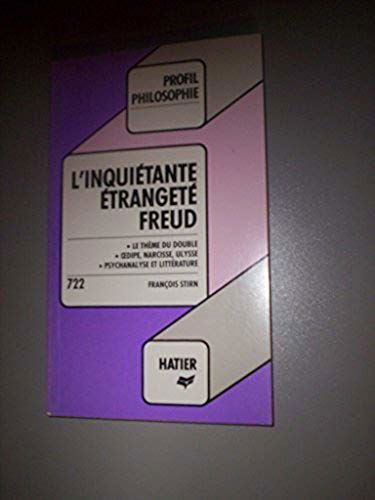 PROFIL
PHILOSOPHIE
L'INQUIÉTANTE
ÉTRANGETÉ
FREUD
• LE THÈME DU DOUBLE
• ŒDIPE, NARCISSE, ULYSSE
• PSYCHANALYSE ET LITTÉRATURE
722
FRANÇOIS STIRN
HATIER